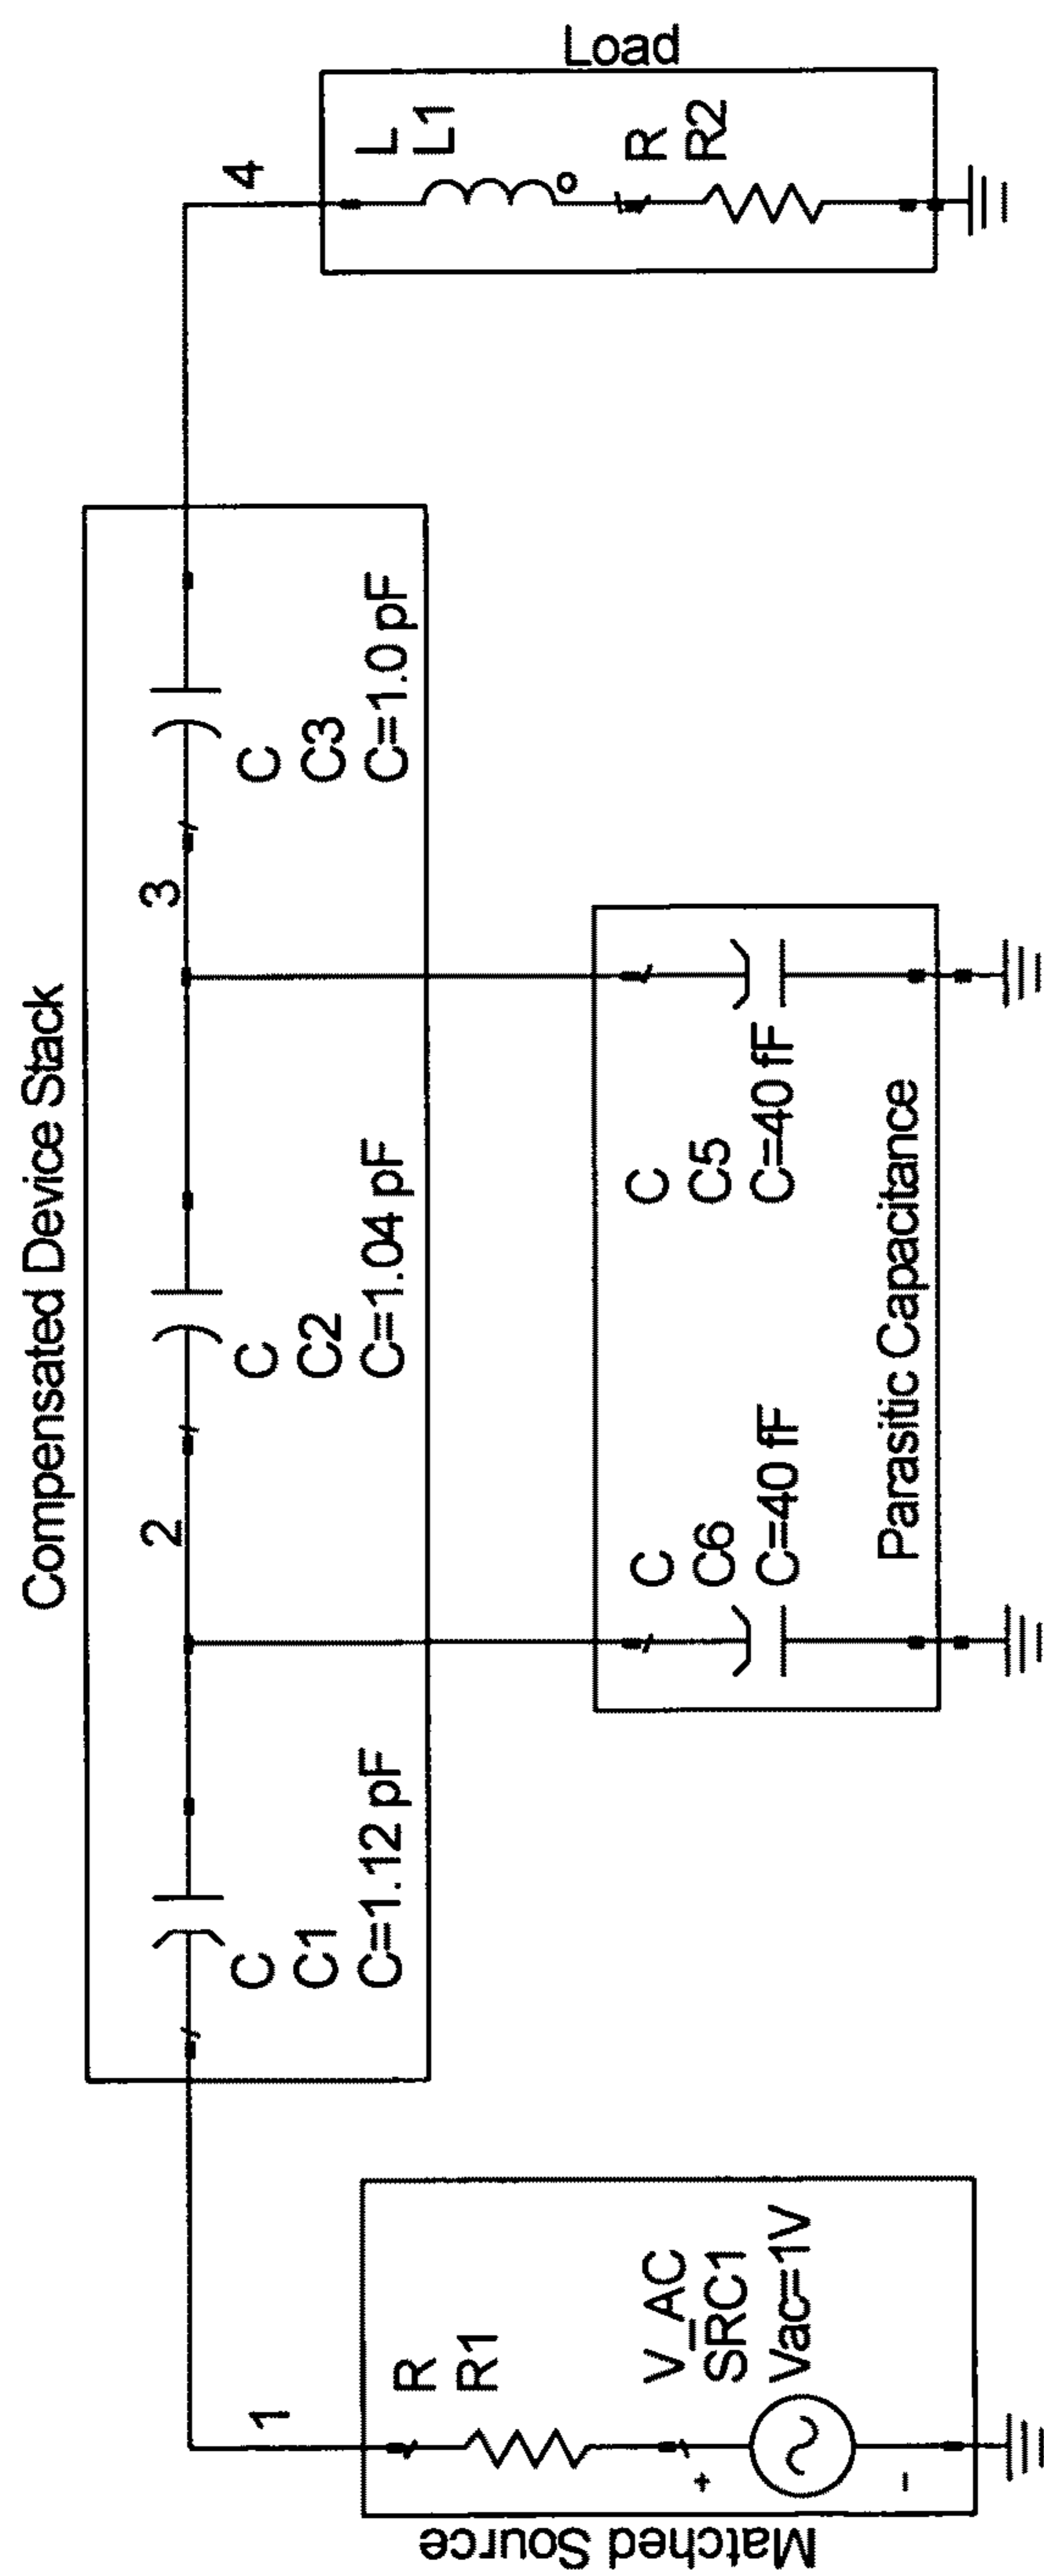 Compensated Device Stack
Matched Source
1
R
R1
V_AC
SRC1
Vac=1V
+
-
C
C1
C=1.12 pF
2
C
C2
C=1.04 pF
3
C
C3
C=1.0 pF
C
C6
C=40 fF
C
C5
C=40 fF
Parasitic Capacitance
4
Load
L
L1
R
R2